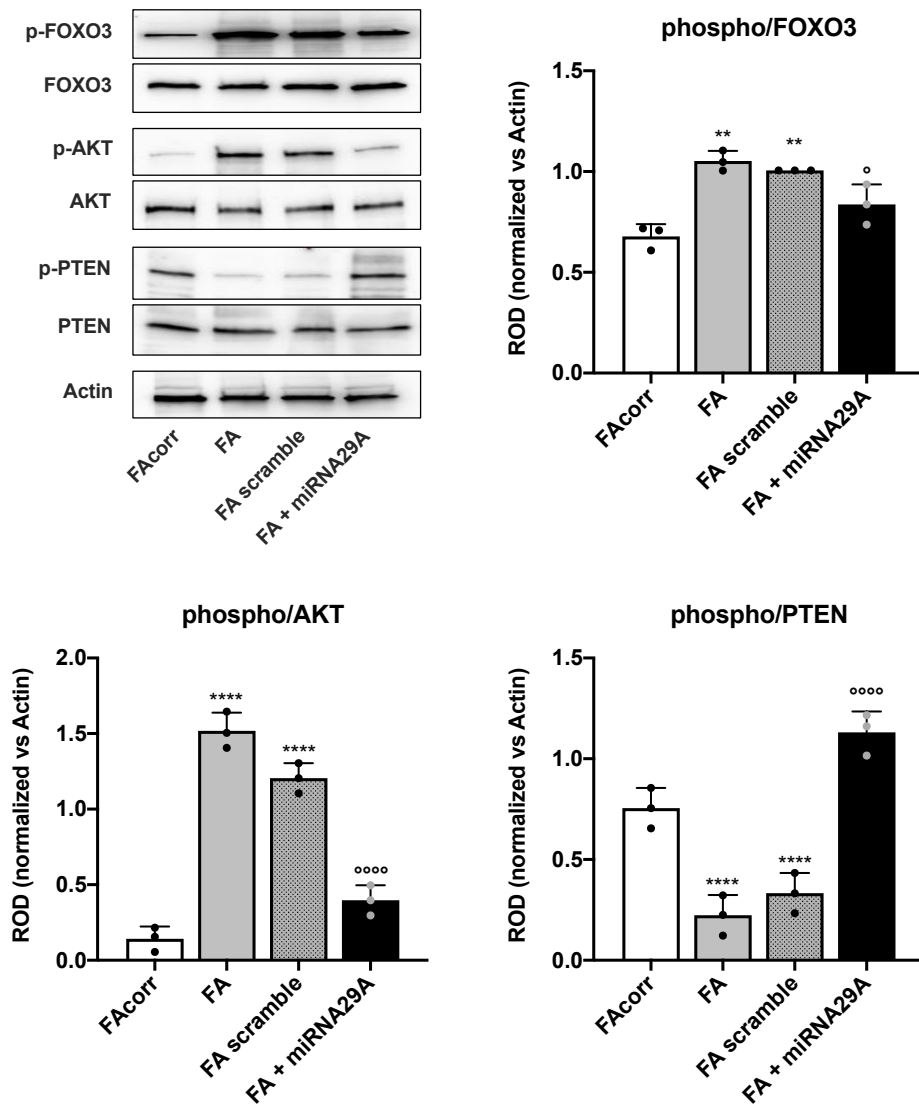 p-FOXO3
FOXO3
p-AKT
AKT
p-PTEN
PTEN
Actin
FAcorr
FA
FA scramble
FA + miRNA29A
phospho/FOXO3
ROD (normalized vs Actin)
1.5
1.0
0.5
0.0
**
**
°
FAcorr
FA
FA scramble
FA + miRNA29A
phospho/AKT
ROD (normalized vs Actin)
2.0
1.5
1.0
0.5
0.0
****
****
°°°°
FAcorr
FA
FA scramble
FA + miRNA29A
phospho/PTEN
ROD (normalized vs Actin)
1.5
1.0
0.5
0.0
****
****
°°°°
FAcorr
FA
FA scramble
FA + miRNA29A